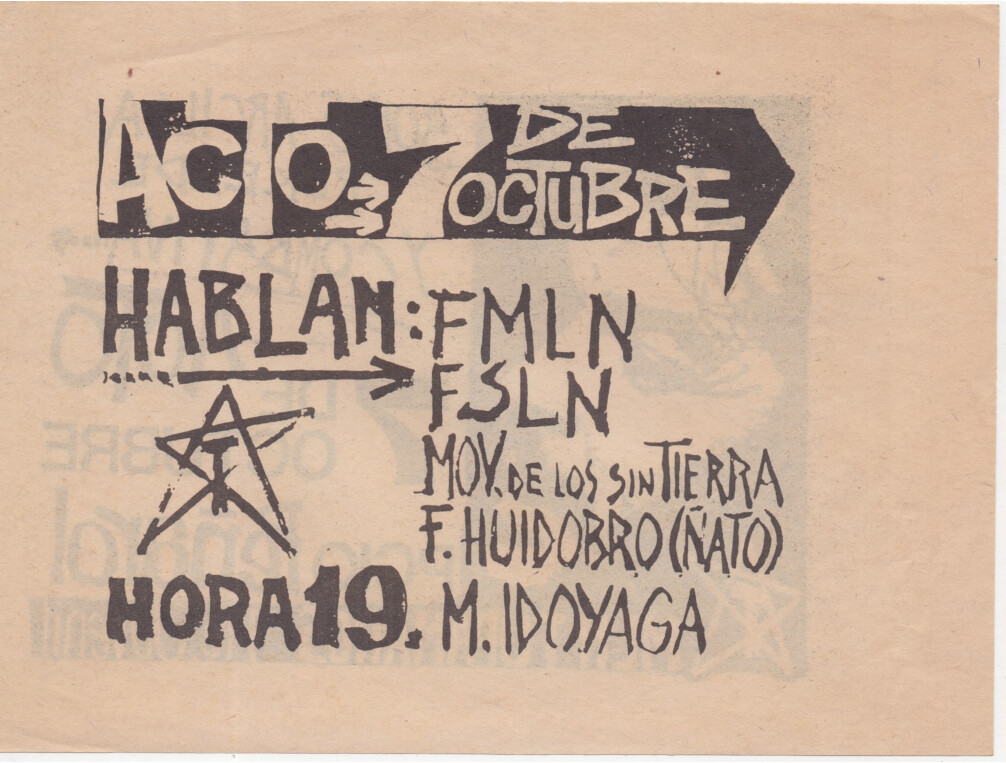 ACTO 7 DE OCTUBRE
HABLAN: FMLN
FSLN
MOV. DE LOS SIN TIERRA
F. HUIDOBRO (ÑATO)
HORA 19. M. IDOYAGA
T